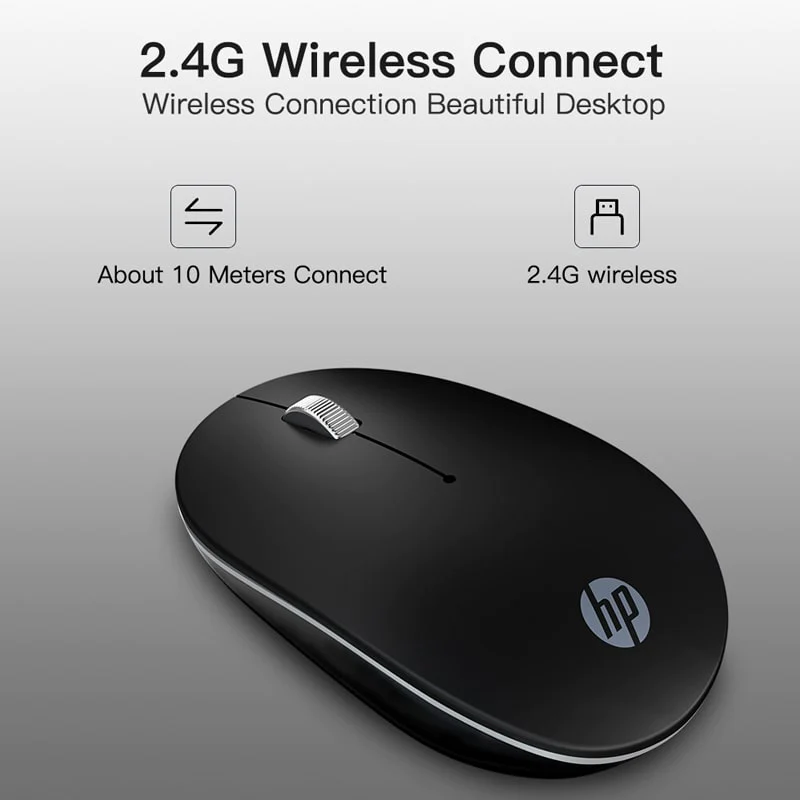 2.4G Wireless Connect
Wireless Connection Beautiful Desktop
About 10 Meters Connect
2.4G wireless
hp